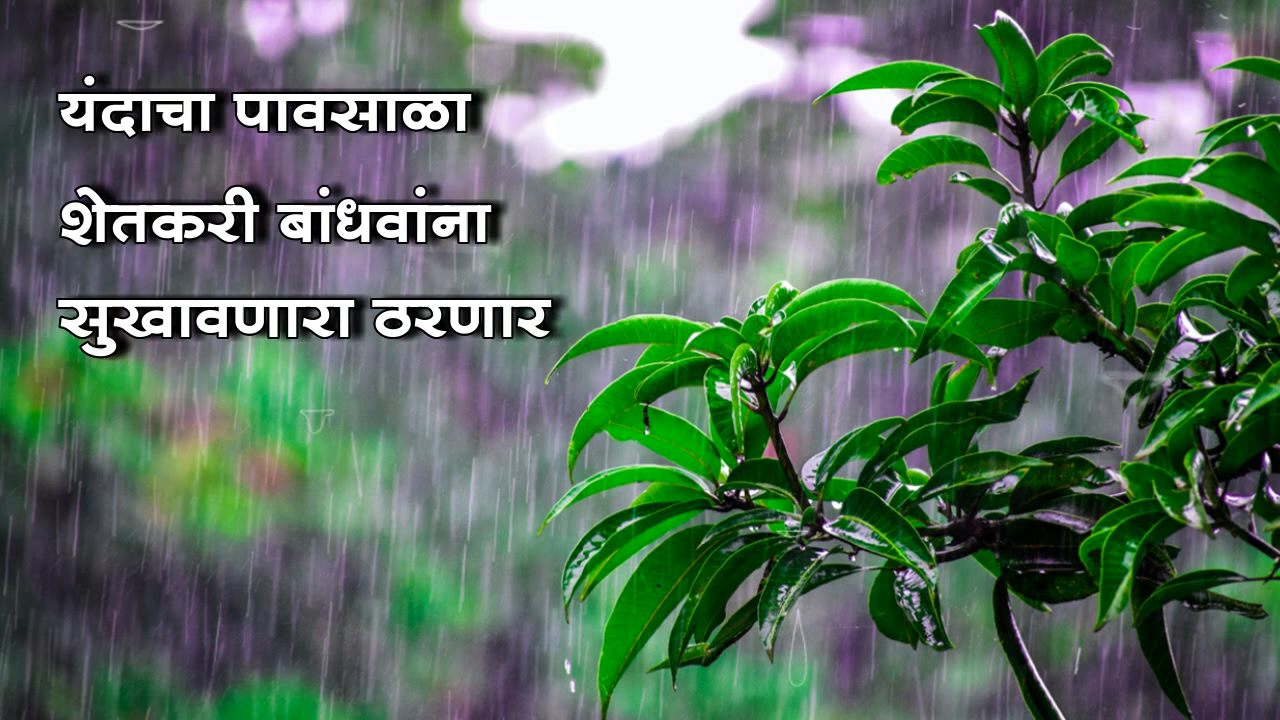 यंदाचा पावसाळा
शेतकरी बांधवांना
सुखावणारा ठरणार